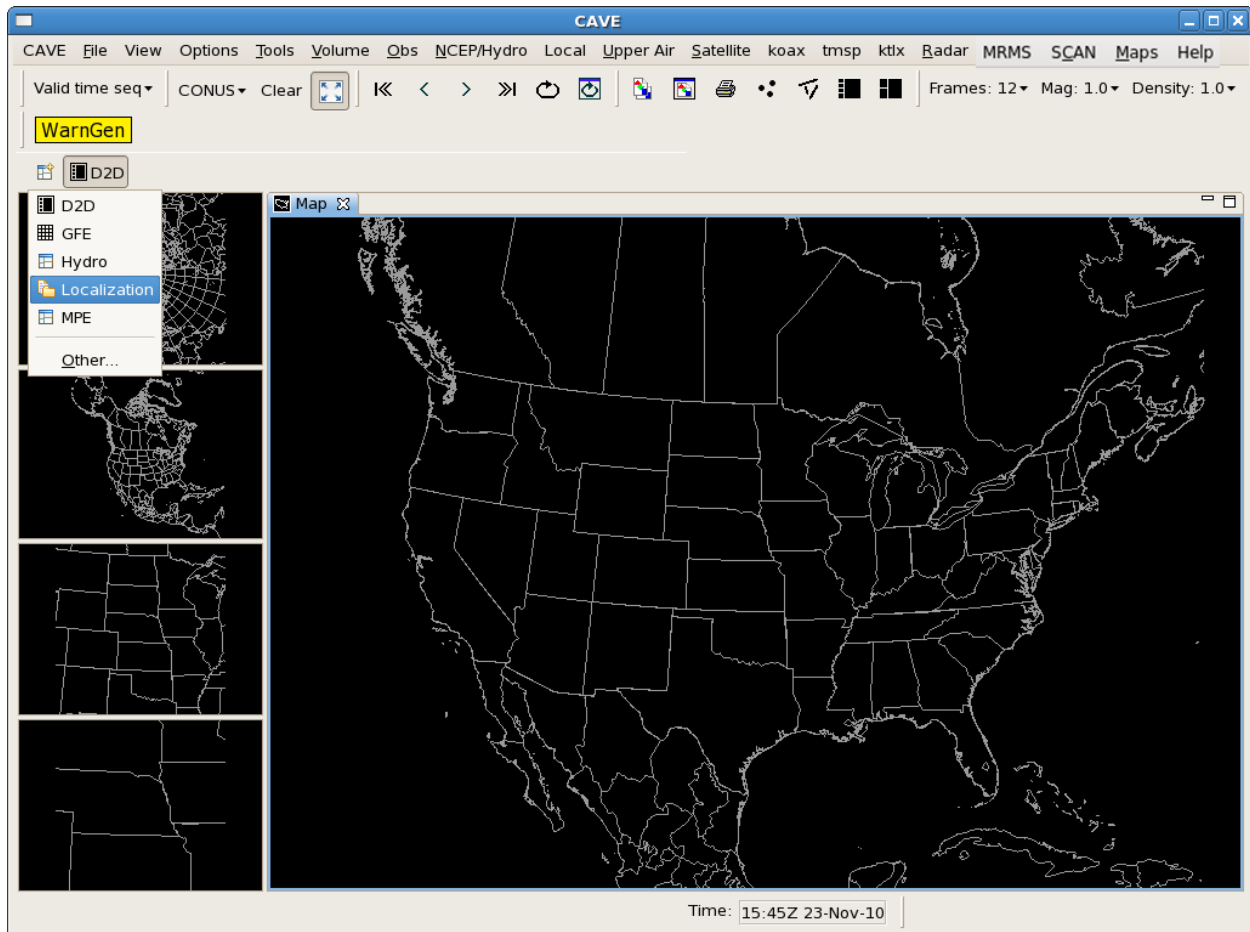 CAVE
CAVE File View Options Tools Volume Obs NCEP/Hydro Local Upper Air Satellite koax tmsp ktlx Radar MRMS SCAN Maps Help
Valid time seq CONUS Clear Frames: 12 Mag: 1.0 Density: 1.0
WarnGen
D2D
D2D
GFE
Hydro
Localization
MPE
Other...
Map
Time: 15:45Z 23-Nov-10